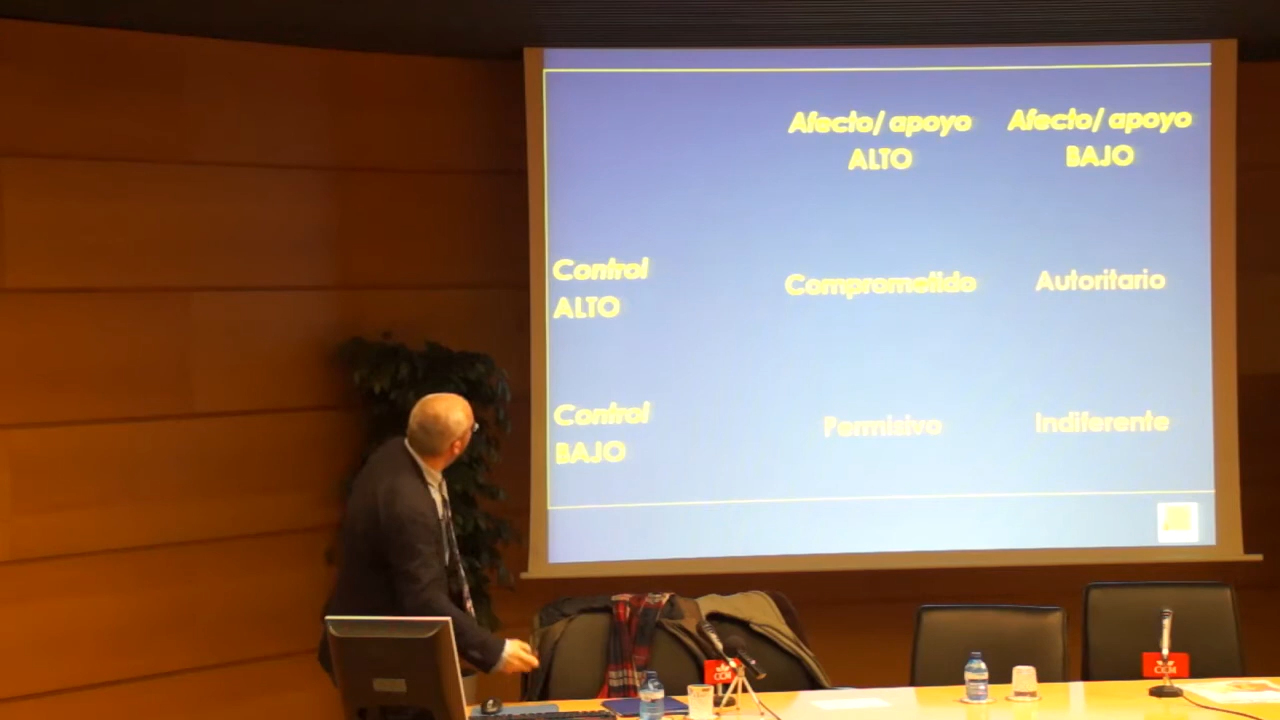 Afecto/ apoyo
ALTO
Afecto/ apoyo
BAJO
Control
ALTO
Comprometido
Autoritario
Control
BAJO
Permisivo
Indiferente